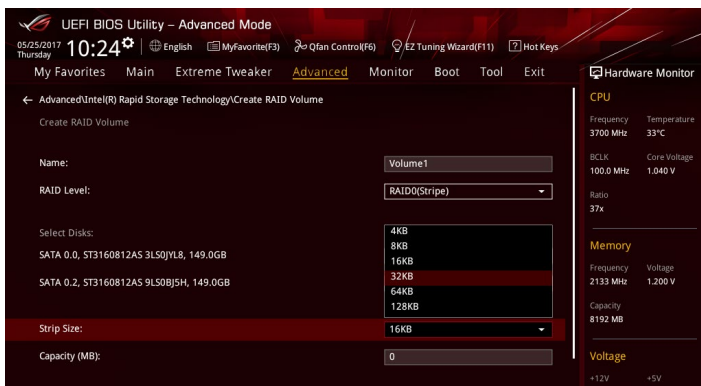 UEFI BIOS Utility – Advanced Mode
05/25/2017 Thursday 10:24 English MyFavorite(F3) Qfan Control(F6) EZ Tuning Wizard(F11) ? Hot Keys
My Favorites Main Extreme Tweaker Advanced Monitor Boot Tool Exit
← Advanced\Intel(R) Rapid Storage Technology\Create RAID Volume
Create RAID Volume
Name: Volume1
RAID Level: RAID0(Stripe)
Select Disks:
SATA 0.0, ST3160812AS 3LS0JYL8, 149.0GB
SATA 0.2, ST3160812AS 9LS0BJ5H, 149.0GB
4KB
8KB
16KB
32KB
64KB
128KB
Strip Size: 16KB
Capacity (MB): 0
Hardware Monitor
CPU
Frequency Temperature
3700 MHz 33°C
BCLK Core Voltage
100.0 MHz 1.040 V
Ratio
37x
Memory
Frequency Voltage
2133 MHz 1.200 V
Capacity
8192 MB
Voltage
+12V +5V